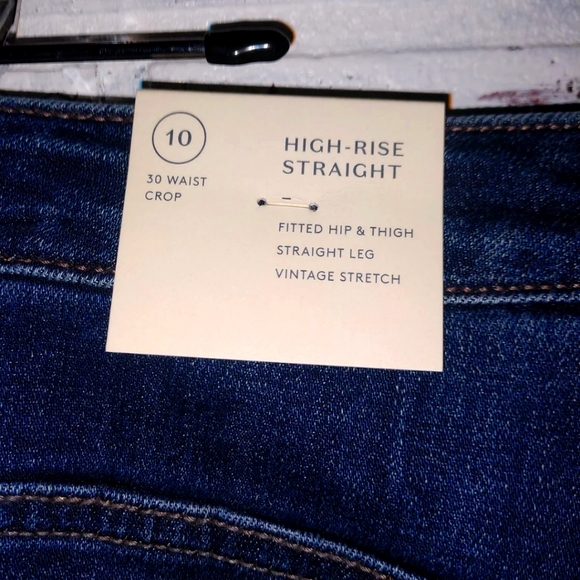 10
30 WAIST
CROP
HIGH-RISE
STRAIGHT
FITTED HIP & THIGH
STRAIGHT LEG
VINTAGE STRETCH